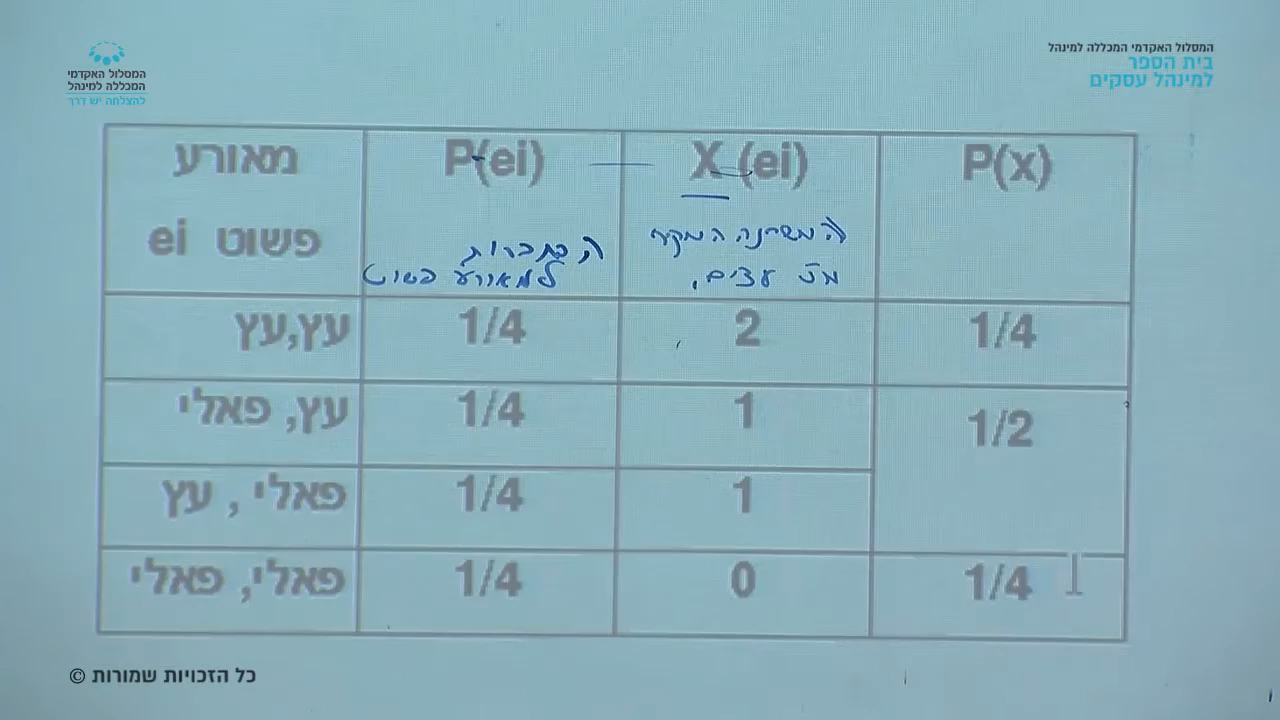 המסלול האקדמי המכללה למינהל
בית הספר
למינהל עסקים
המסלול האקדמי
המכללה למינהל
להצלחה יש דרך
מאורע P(ei) X (ei) P(x)
פשוט ei
ההסתברות המשתנה המקרי
למאורע פשוט מס' עצים.
עץ,עץ 1/4 2 1/4
עץ, פאלי 1/4 1 1/2
פאלי , עץ 1/4 1
פאלי, פאלי 1/4 0 1/4
כל הזכויות שמורות ©